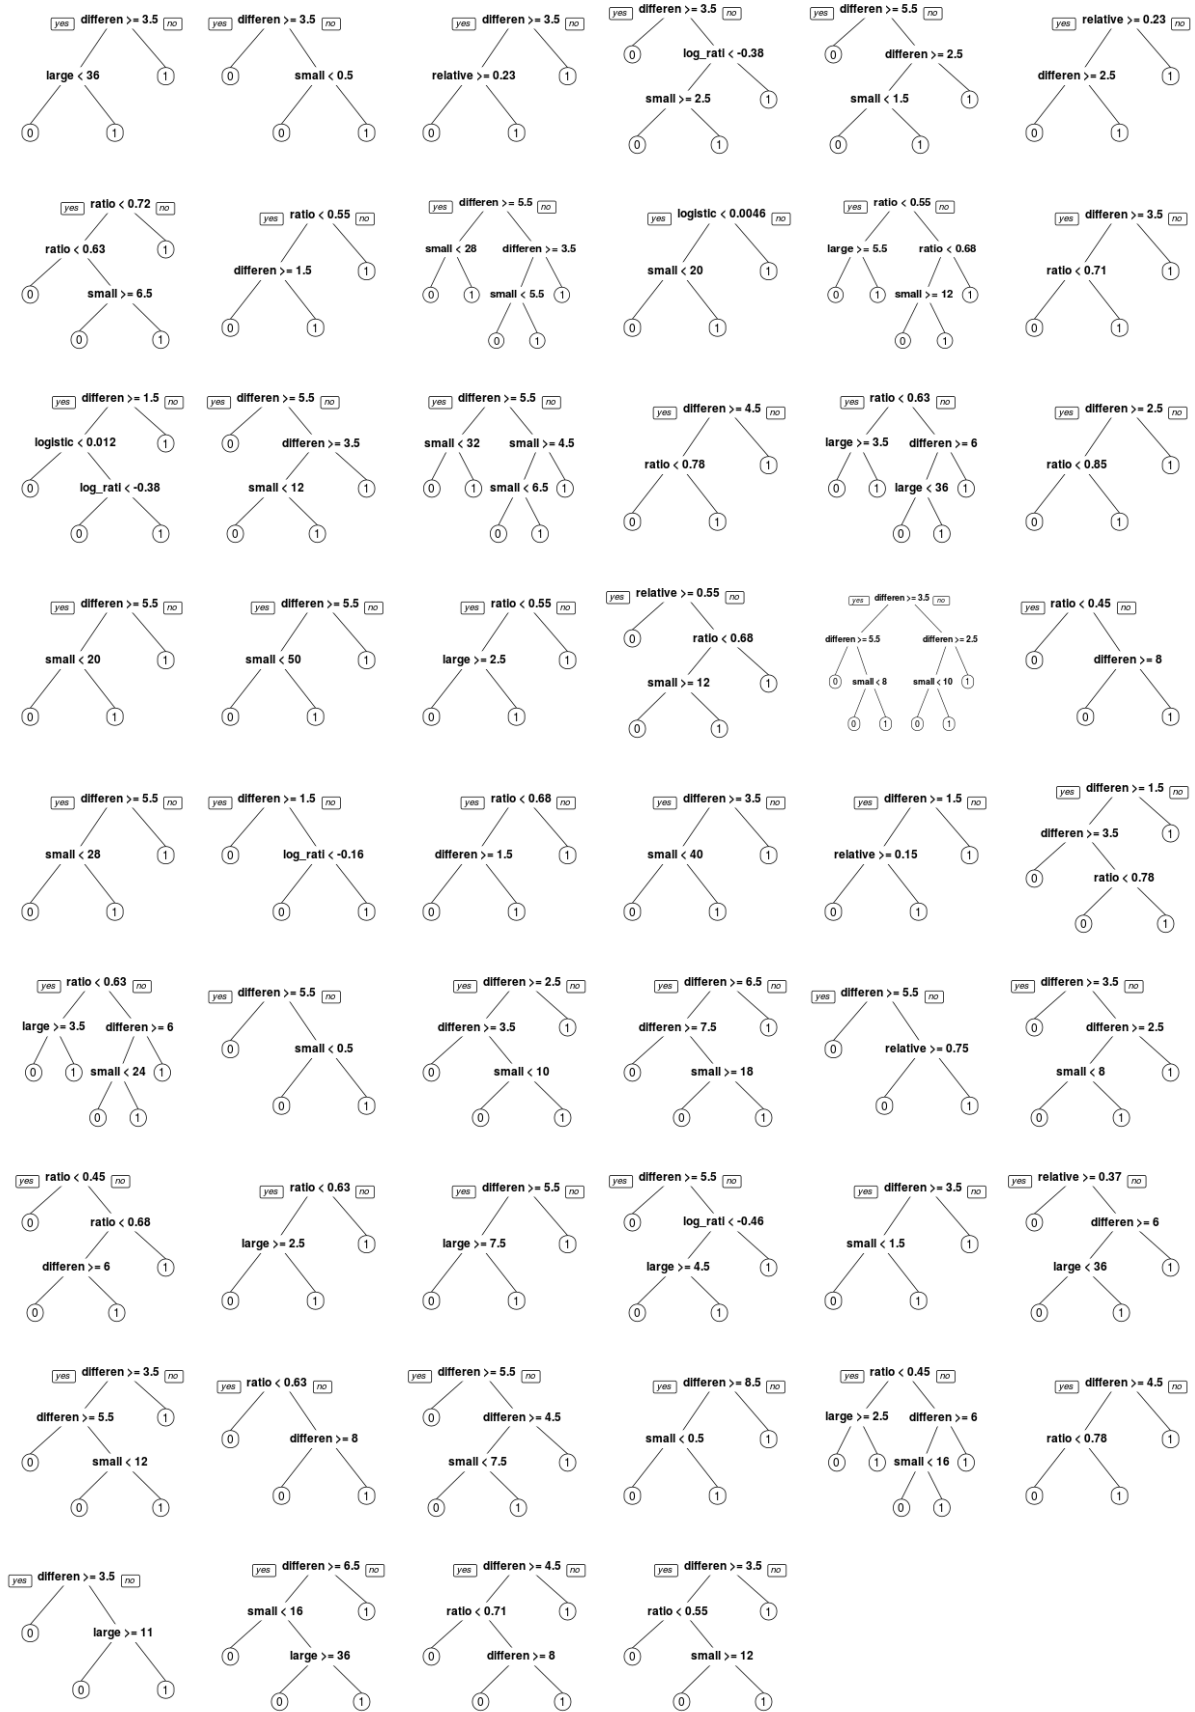 yes differen >= 3.5 no
large < 36 1
0 1
yes differen >= 3.5 no
0 small < 0.5
0 1
yes differen >= 3.5 no
relative >= 0.23 1
0 1
yes differen >= 3.5 no
0 log_rati < -0.38
small >= 2.5 1
0 1
yes differen >= 5.5 no
0 differen >= 2.5
small < 1.5 1
0 1
yes relative >= 0.23 no
differen >= 2.5 1
0 1
yes ratio < 0.72 no
ratio < 0.63 1
0 small >= 6.5
0 1
yes ratio < 0.55 no
differen >= 1.5 1
0 1
yes differen >= 5.5 no
small < 28 differen >= 3.5
0 1 small < 5.5 1
0 1
yes logistic < 0.0046 no
small < 20 1
0 1
yes ratio < 0.55 no
large >= 5.5 ratio < 0.68
0 1 small >= 12 1
0 1
yes differen >= 3.5 no
ratio < 0.71 1
0 1
yes differen >= 1.5 no
logistic < 0.012 1
0 log_rati < -0.38
0 1
yes differen >= 5.5 no
0 differen >= 3.5
small < 12 1
0 1
yes differen >= 5.5 no
small < 32 small >= 4.5
0 1 small < 6.5 1
0 1
yes differen >= 4.5 no
ratio < 0.78 1
0 1
yes ratio < 0.63 no
large >= 3.5 differen >= 6
0 1 large < 36 1
0 1
yes differen >= 2.5 no
ratio < 0.85 1
0 1
yes differen >= 5.5 no
small < 20 1
0 1
yes differen >= 5.5 no
small < 50 1
0 1
yes ratio < 0.55 no
large >= 2.5 1
0 1
yes relative >= 0.55 no
0 ratio < 0.68
small >= 12 1
0 1
yes differen >= 3.5 no
differen >= 5.5 differen >= 2.5
0 small < 8 small < 10 1
0 1 0 1
yes ratio < 0.45 no
0 differen >= 8
0 1
yes differen >= 5.5 no
small < 28 1
0 1
yes differen >= 1.5 no
0 log_rati < -0.16
0 1
yes ratio < 0.68 no
differen >= 1.5 1
0 1
yes differen >= 3.5 no
small < 40 1
0 1
yes differen >= 1.5 no
relative >= 0.15 1
0 1
yes differen >= 1.5 no
differen >= 3.5 1
0 ratio < 0.78
0 1
yes ratio < 0.63 no
large >= 3.5 differen >= 6
0 1 small < 24 1
0 1
yes differen >= 5.5 no
0 small < 0.5
0 1
yes differen >= 2.5 no
differen >= 3.5 1
0 small < 10
0 1
yes differen >= 6.5 no
differen >= 7.5 1
0 small >= 18
0 1
yes differen >= 5.5 no
0 relative >= 0.75
0 1
yes differen >= 3.5 no
0 differen >= 2.5
small < 8 1
0 1
yes ratio < 0.45 no
0 ratio < 0.68
differen >= 6 1
0 1
yes ratio < 0.63 no
large >= 2.5 1
0 1
yes differen >= 5.5 no
large >= 7.5 1
0 1
yes differen >= 5.5 no
0 log_rati < -0.46
large >= 4.5 1
0 1
yes differen >= 3.5 no
small < 1.5 1
0 1
yes relative >= 0.37 no
0 differen >= 6
large < 36 1
0 1
yes differen >= 3.5 no
differen >= 5.5 1
0 small < 12
0 1
yes ratio < 0.63 no
0 differen >= 8
0 1
yes differen >= 5.5 no
0 differen >= 4.5
small < 7.5 1
0 1
yes differen >= 8.5 no
small < 0.5 1
0 1
yes ratio < 0.45 no
large >= 2.5 differen >= 6
0 1 small < 16 1
0 1
yes differen >= 4.5 no
ratio < 0.78 1
0 1
yes differen >= 3.5 no
0 large >= 11
0 1
yes differen >= 6.5 no
small < 16 1
0 large >= 36
0 1
yes differen >= 4.5 no
ratio < 0.71 1
0 differen >= 8
0 1
yes differen >= 3.5 no
ratio < 0.55 1
0 small >= 12
0 1